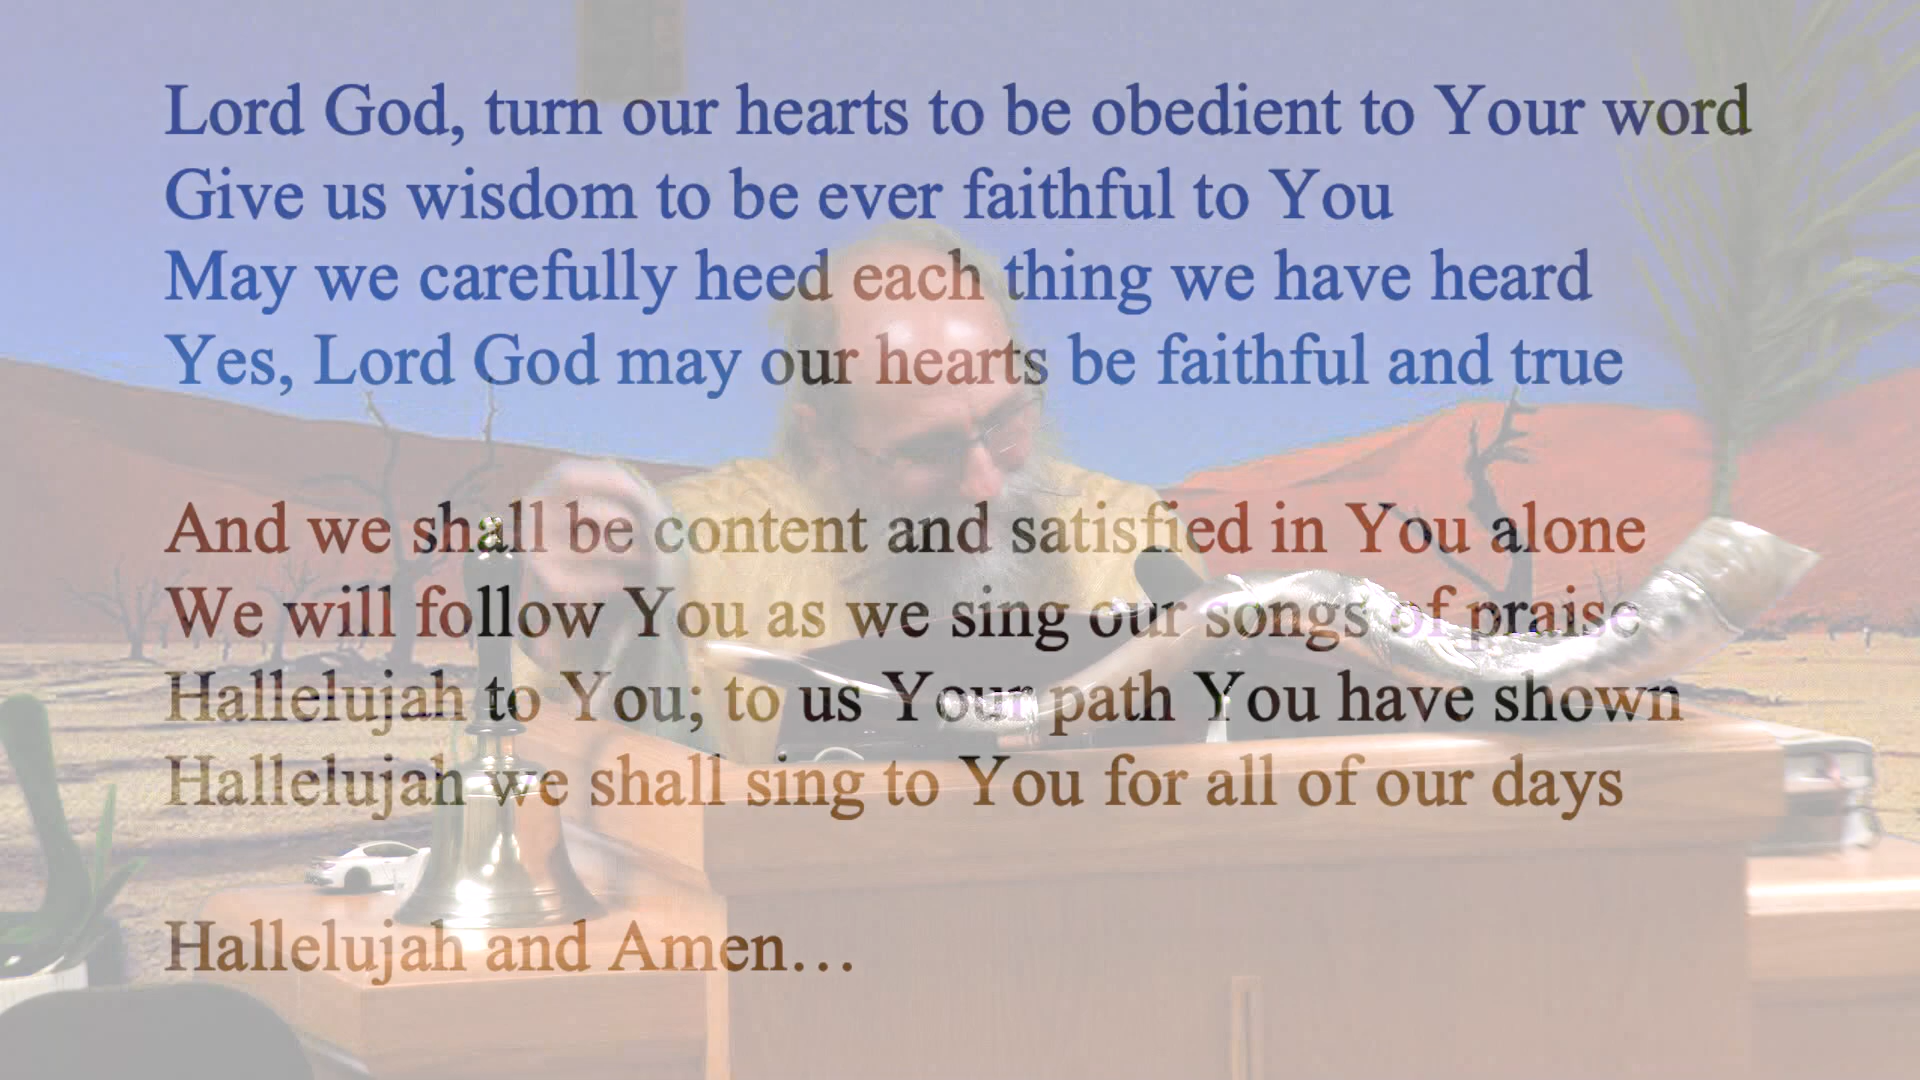 Lord God, turn our hearts to be obedient to Your word
Give us wisdom to be ever faithful to You
May we carefully heed each thing we have heard
Yes, Lord God may our hearts be faithful and true
And we shall be content and satisfied in You alone
We will follow You as we sing our songs of praise
Hallelujah to You; to us Your path You have shown
Hallelujah we shall sing to You for all of our days
Hallelujah and Amen…